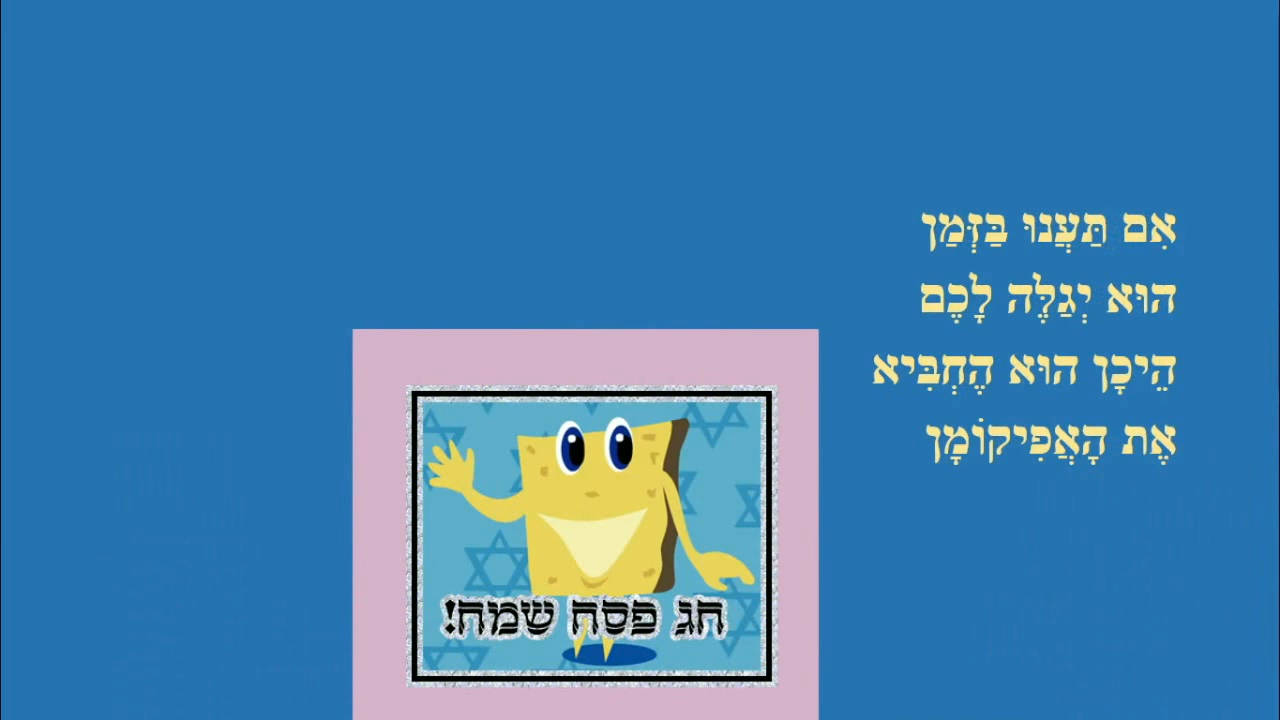 אִם תַּעֲנוּ בַּזְּמַן
הוּא יְגַלֶּה לָכֶם
הֵיכָן הוּא הֶחְבִּיא
אֶת הָאֲפִיקוֹמָן
חג פסח שמח!